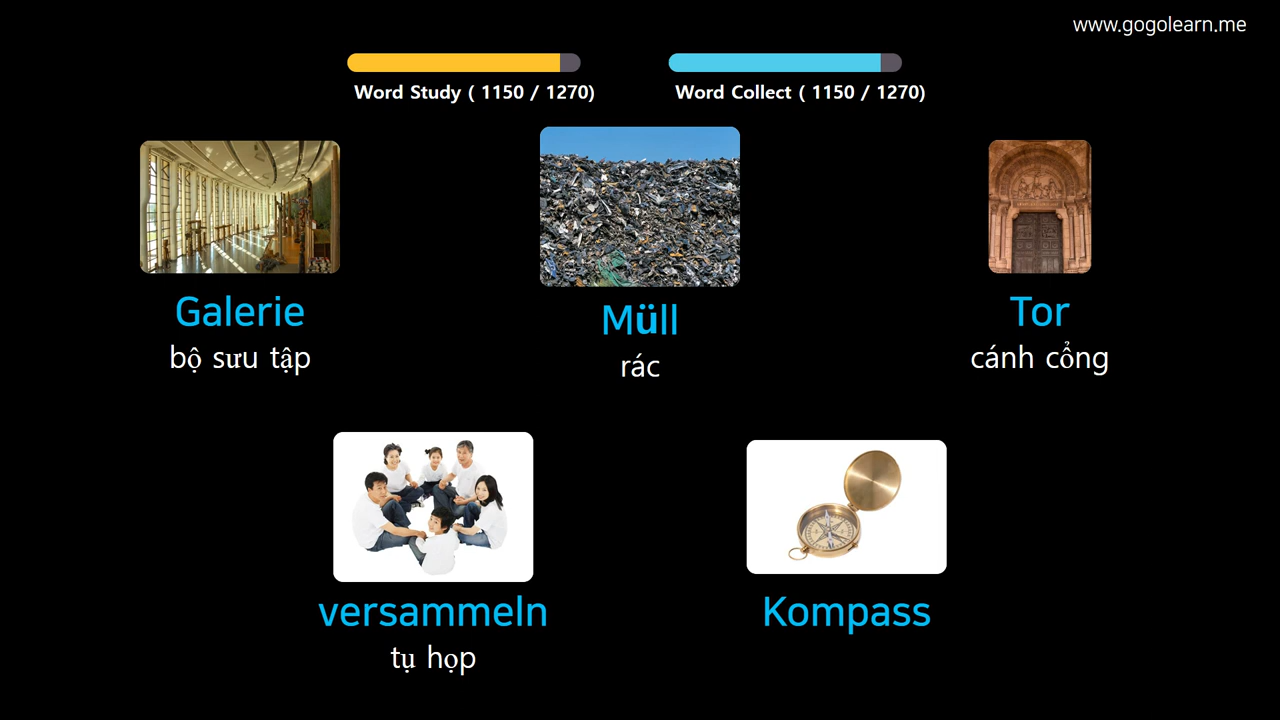 www.gogolearn.me
Word Study ( 1150 / 1270)
Word Collect ( 1150 / 1270)
Galerie
bộ sưu tập
Müll
rác
Tor
cánh cổng
versammeln
tụ họp
Kompass